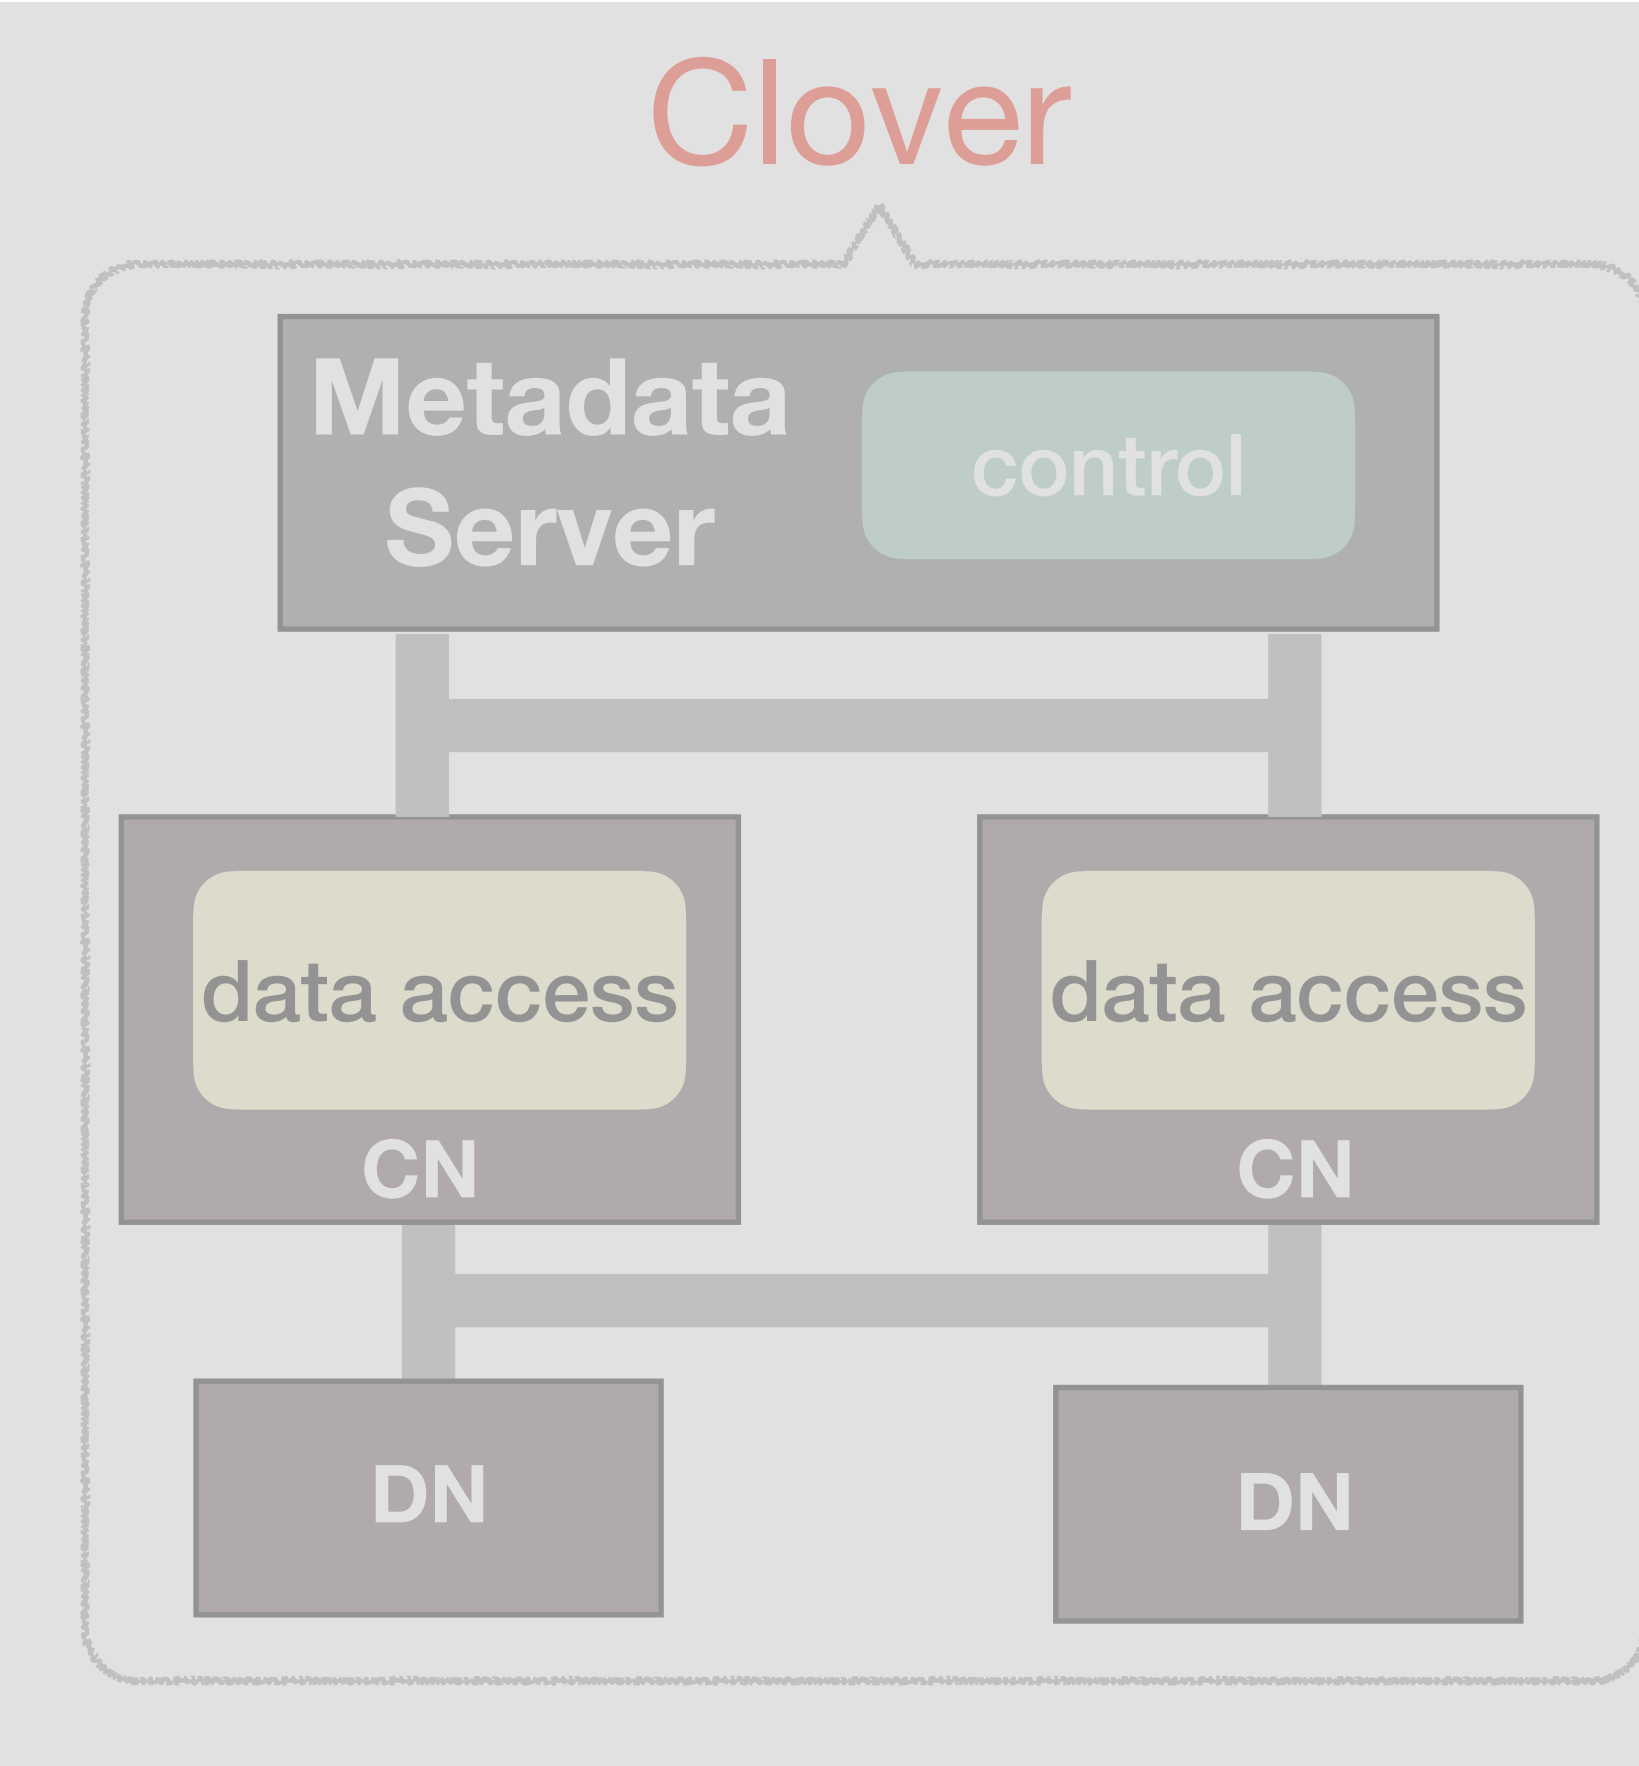 Clover
Metadata
Server
control
data access
data access
CN
CN
DN
DN